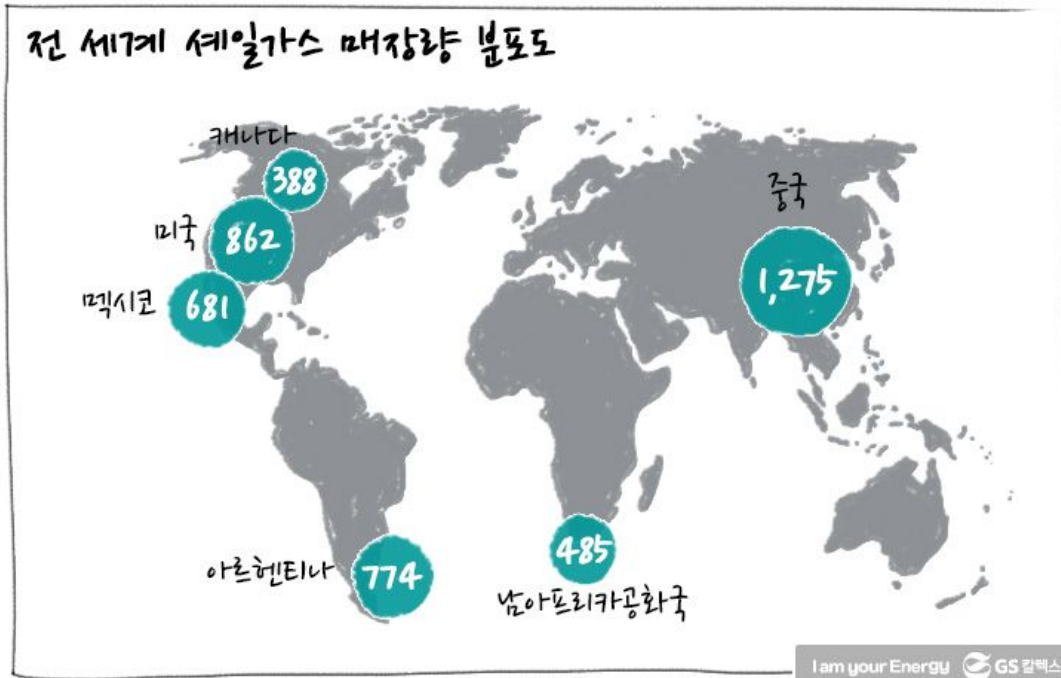 전 세계 셰일가스 매장량 분포도
캐나다
388
미국
862
멕시코
681
중국
1,275
아르헨티나
774
485
남아프리카공화국
I am your Energy GS칼텍스